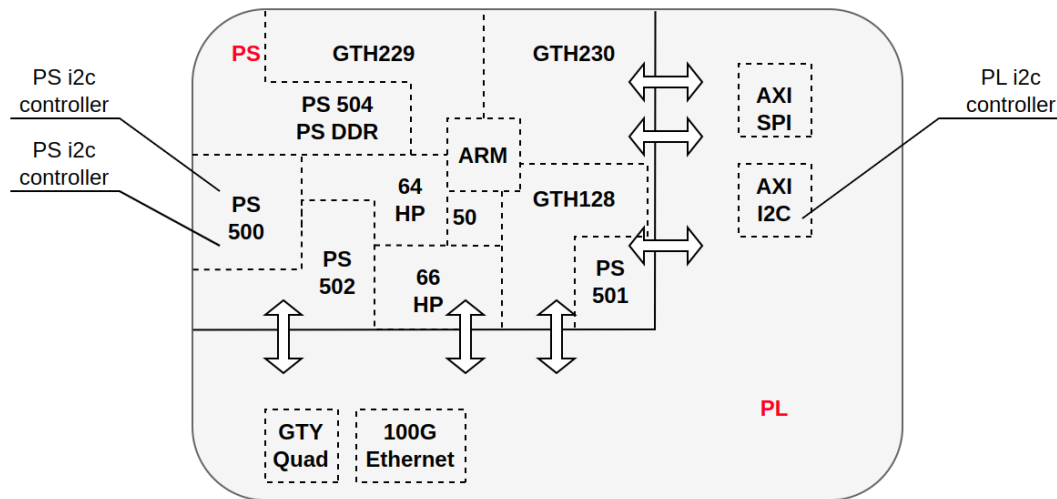 PS
GTH229
GTH230
PS i2c
controller
PS 504
PS DDR
AXI
SPI
PL i2c
controller
PS i2c
controller
ARM
64
HP
GTH128
AXI
I2C
PS
500
50
PS
502
66
HP
PS
501
PL
GTY
Quad
100G
Ethernet